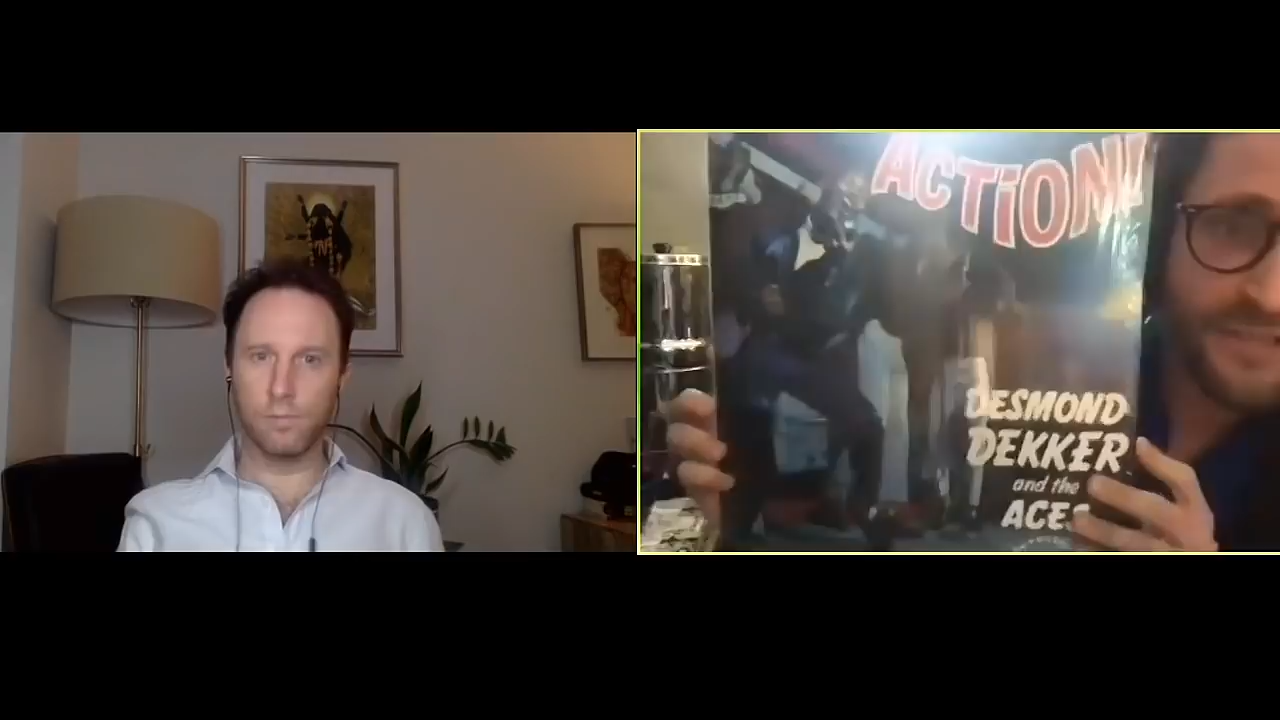 ACTION!
DESMOND
DEKKER
and the
ACES